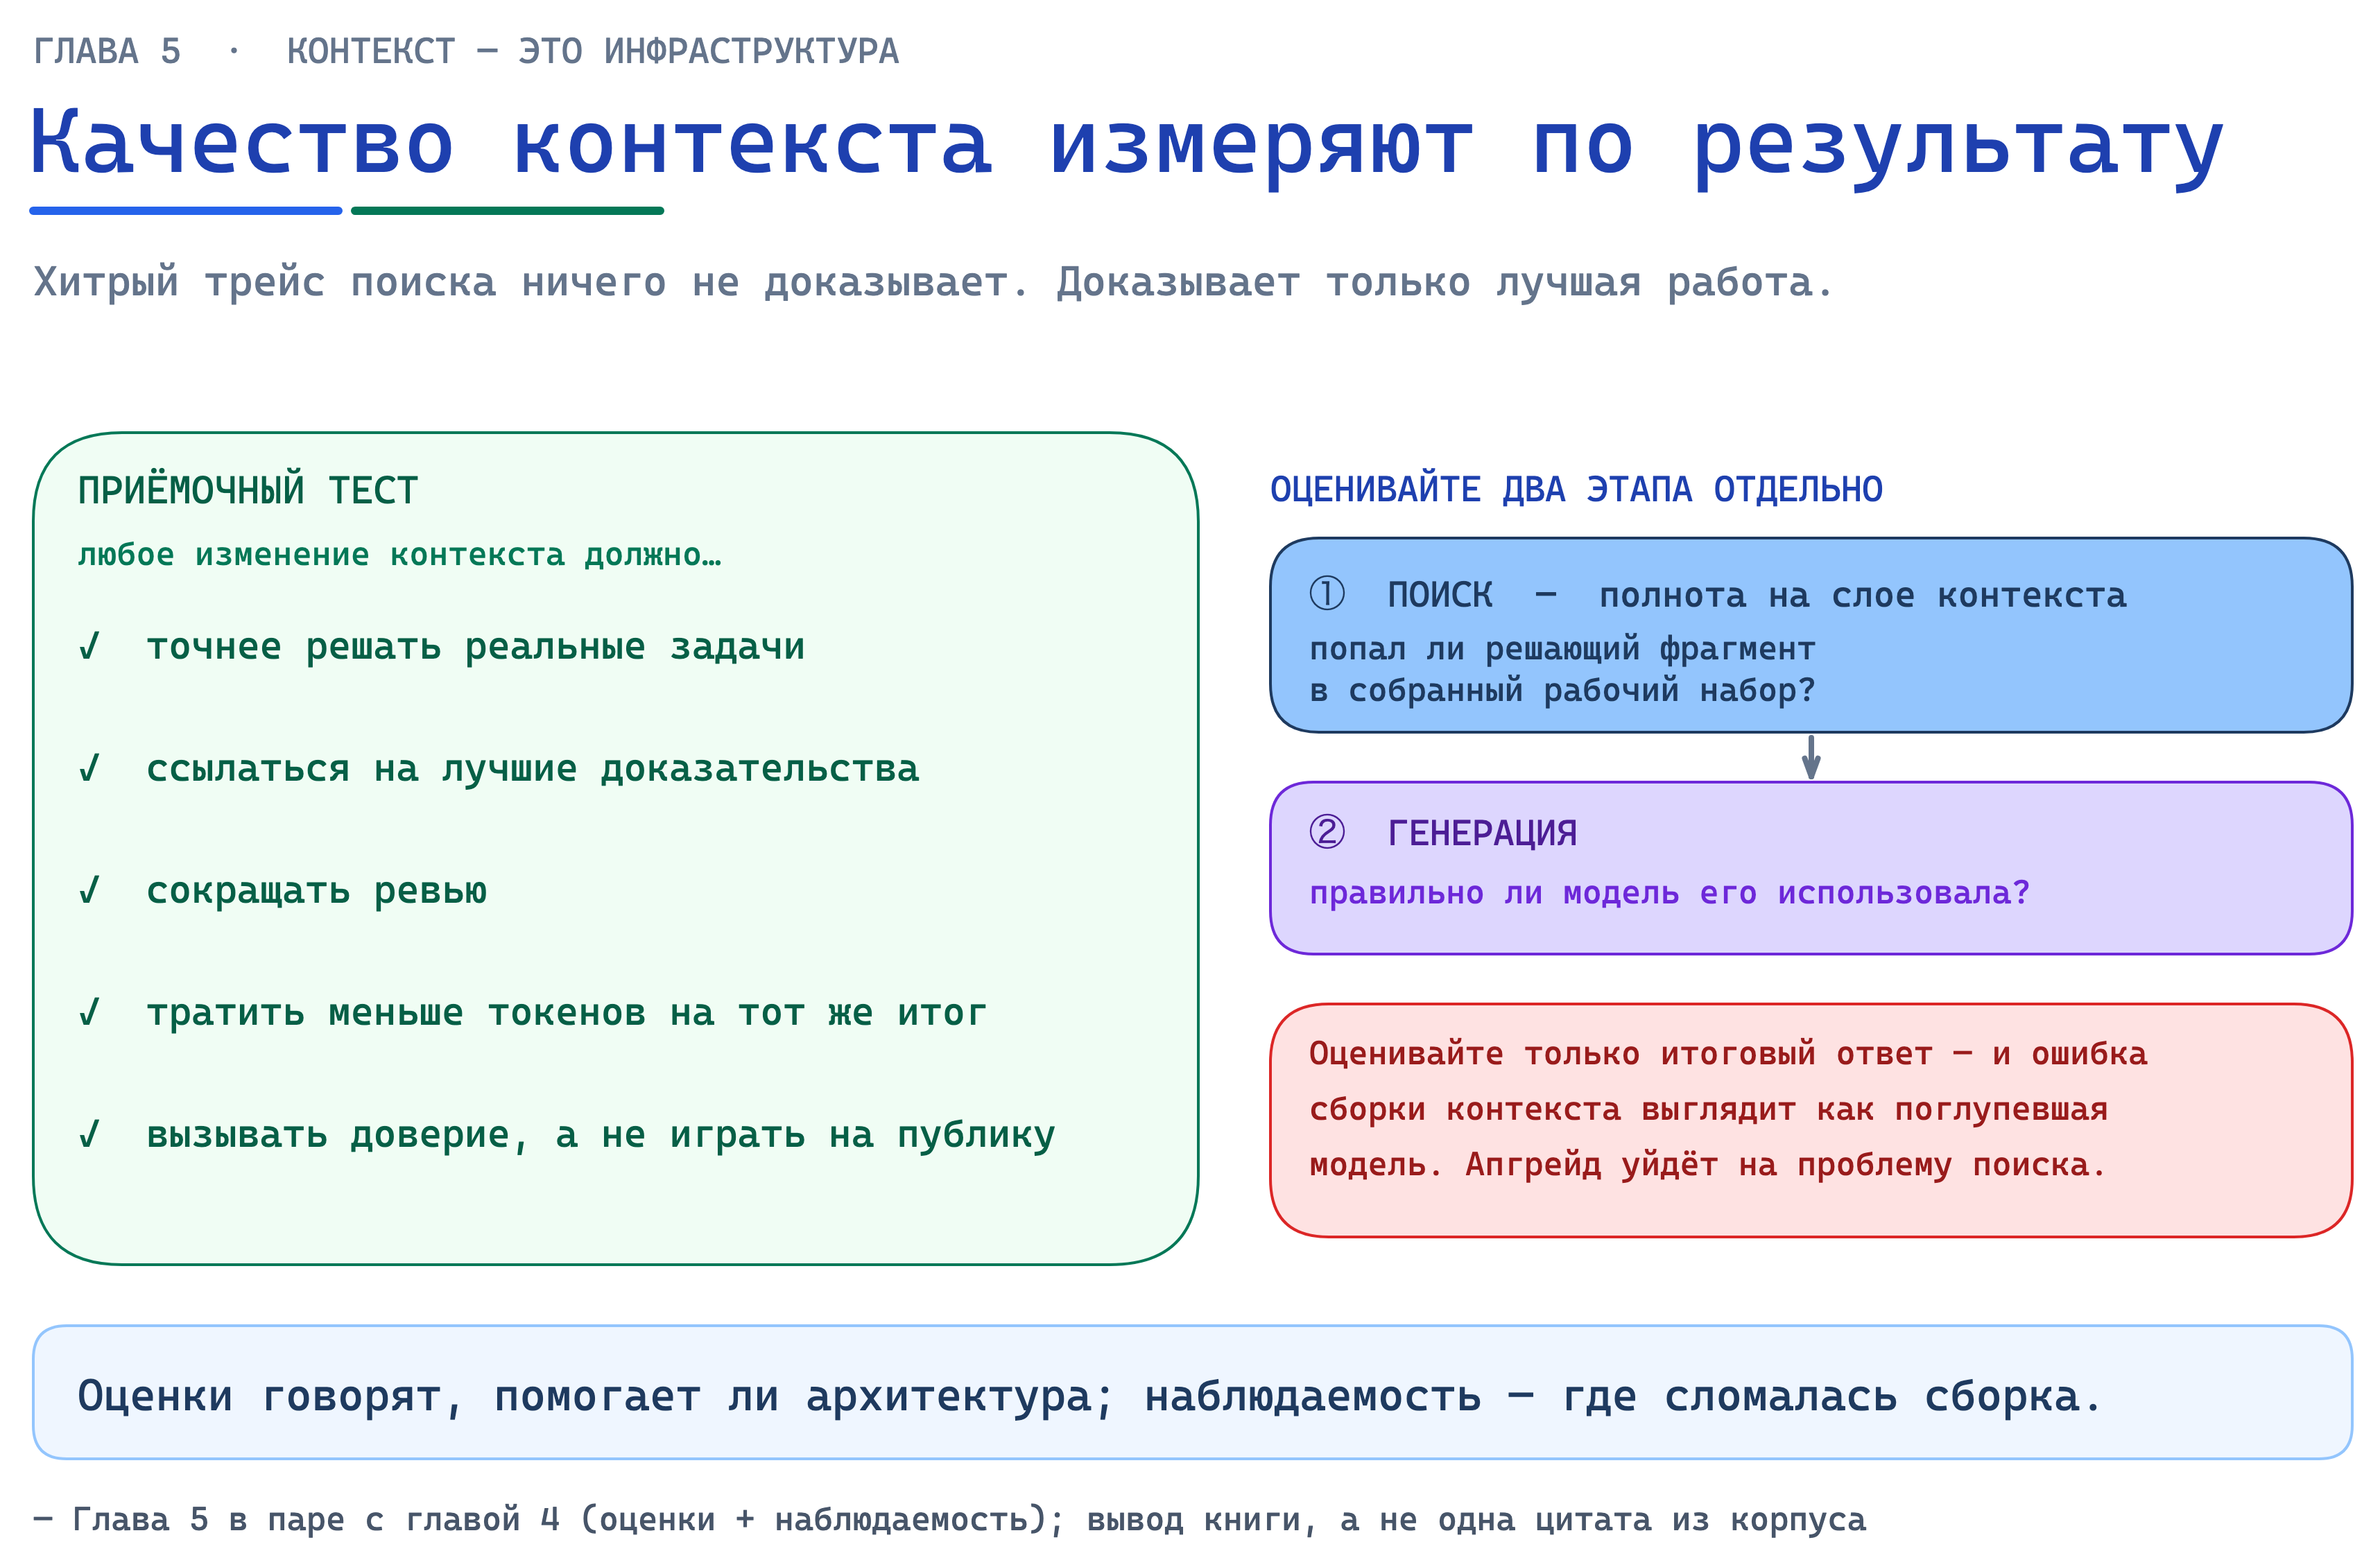 ГЛАВА 5 · КОНТЕКСТ — ЭТО ИНФРАСТРУКТУРА
Качество контекста измеряют по результату
Хитрый трейс поиска ничего не доказывает. Доказывает только лучшая работа.
ПРИЁМОЧНЫЙ ТЕСТ
любое изменение контекста должно…
✓ точнее решать реальные задачи
✓ ссылаться на лучшие доказательства
✓ сокращать ревью
✓ тратить меньше токенов на тот же итог
✓ вызывать доверие, а не играть на публику
ОЦЕНИВАЙТЕ ДВА ЭТАПА ОТДЕЛЬНО
① ПОИСК — полнота на слое контекста
попал ли решающий фрагмент
в собранный рабочий набор?
② ГЕНЕРАЦИЯ
правильно ли модель его использовала?
Оценивайте только итоговый ответ — и ошибка
сборки контекста выглядит как поглупевшая
модель. Апгрейд уйдёт на проблему поиска.
Оценки говорят, помогает ли архитектура; наблюдаемость — где сломалась сборка.
— Глава 5 в паре с главой 4 (оценки + наблюдаемость); вывод книги, а не одна цитата из корпуса